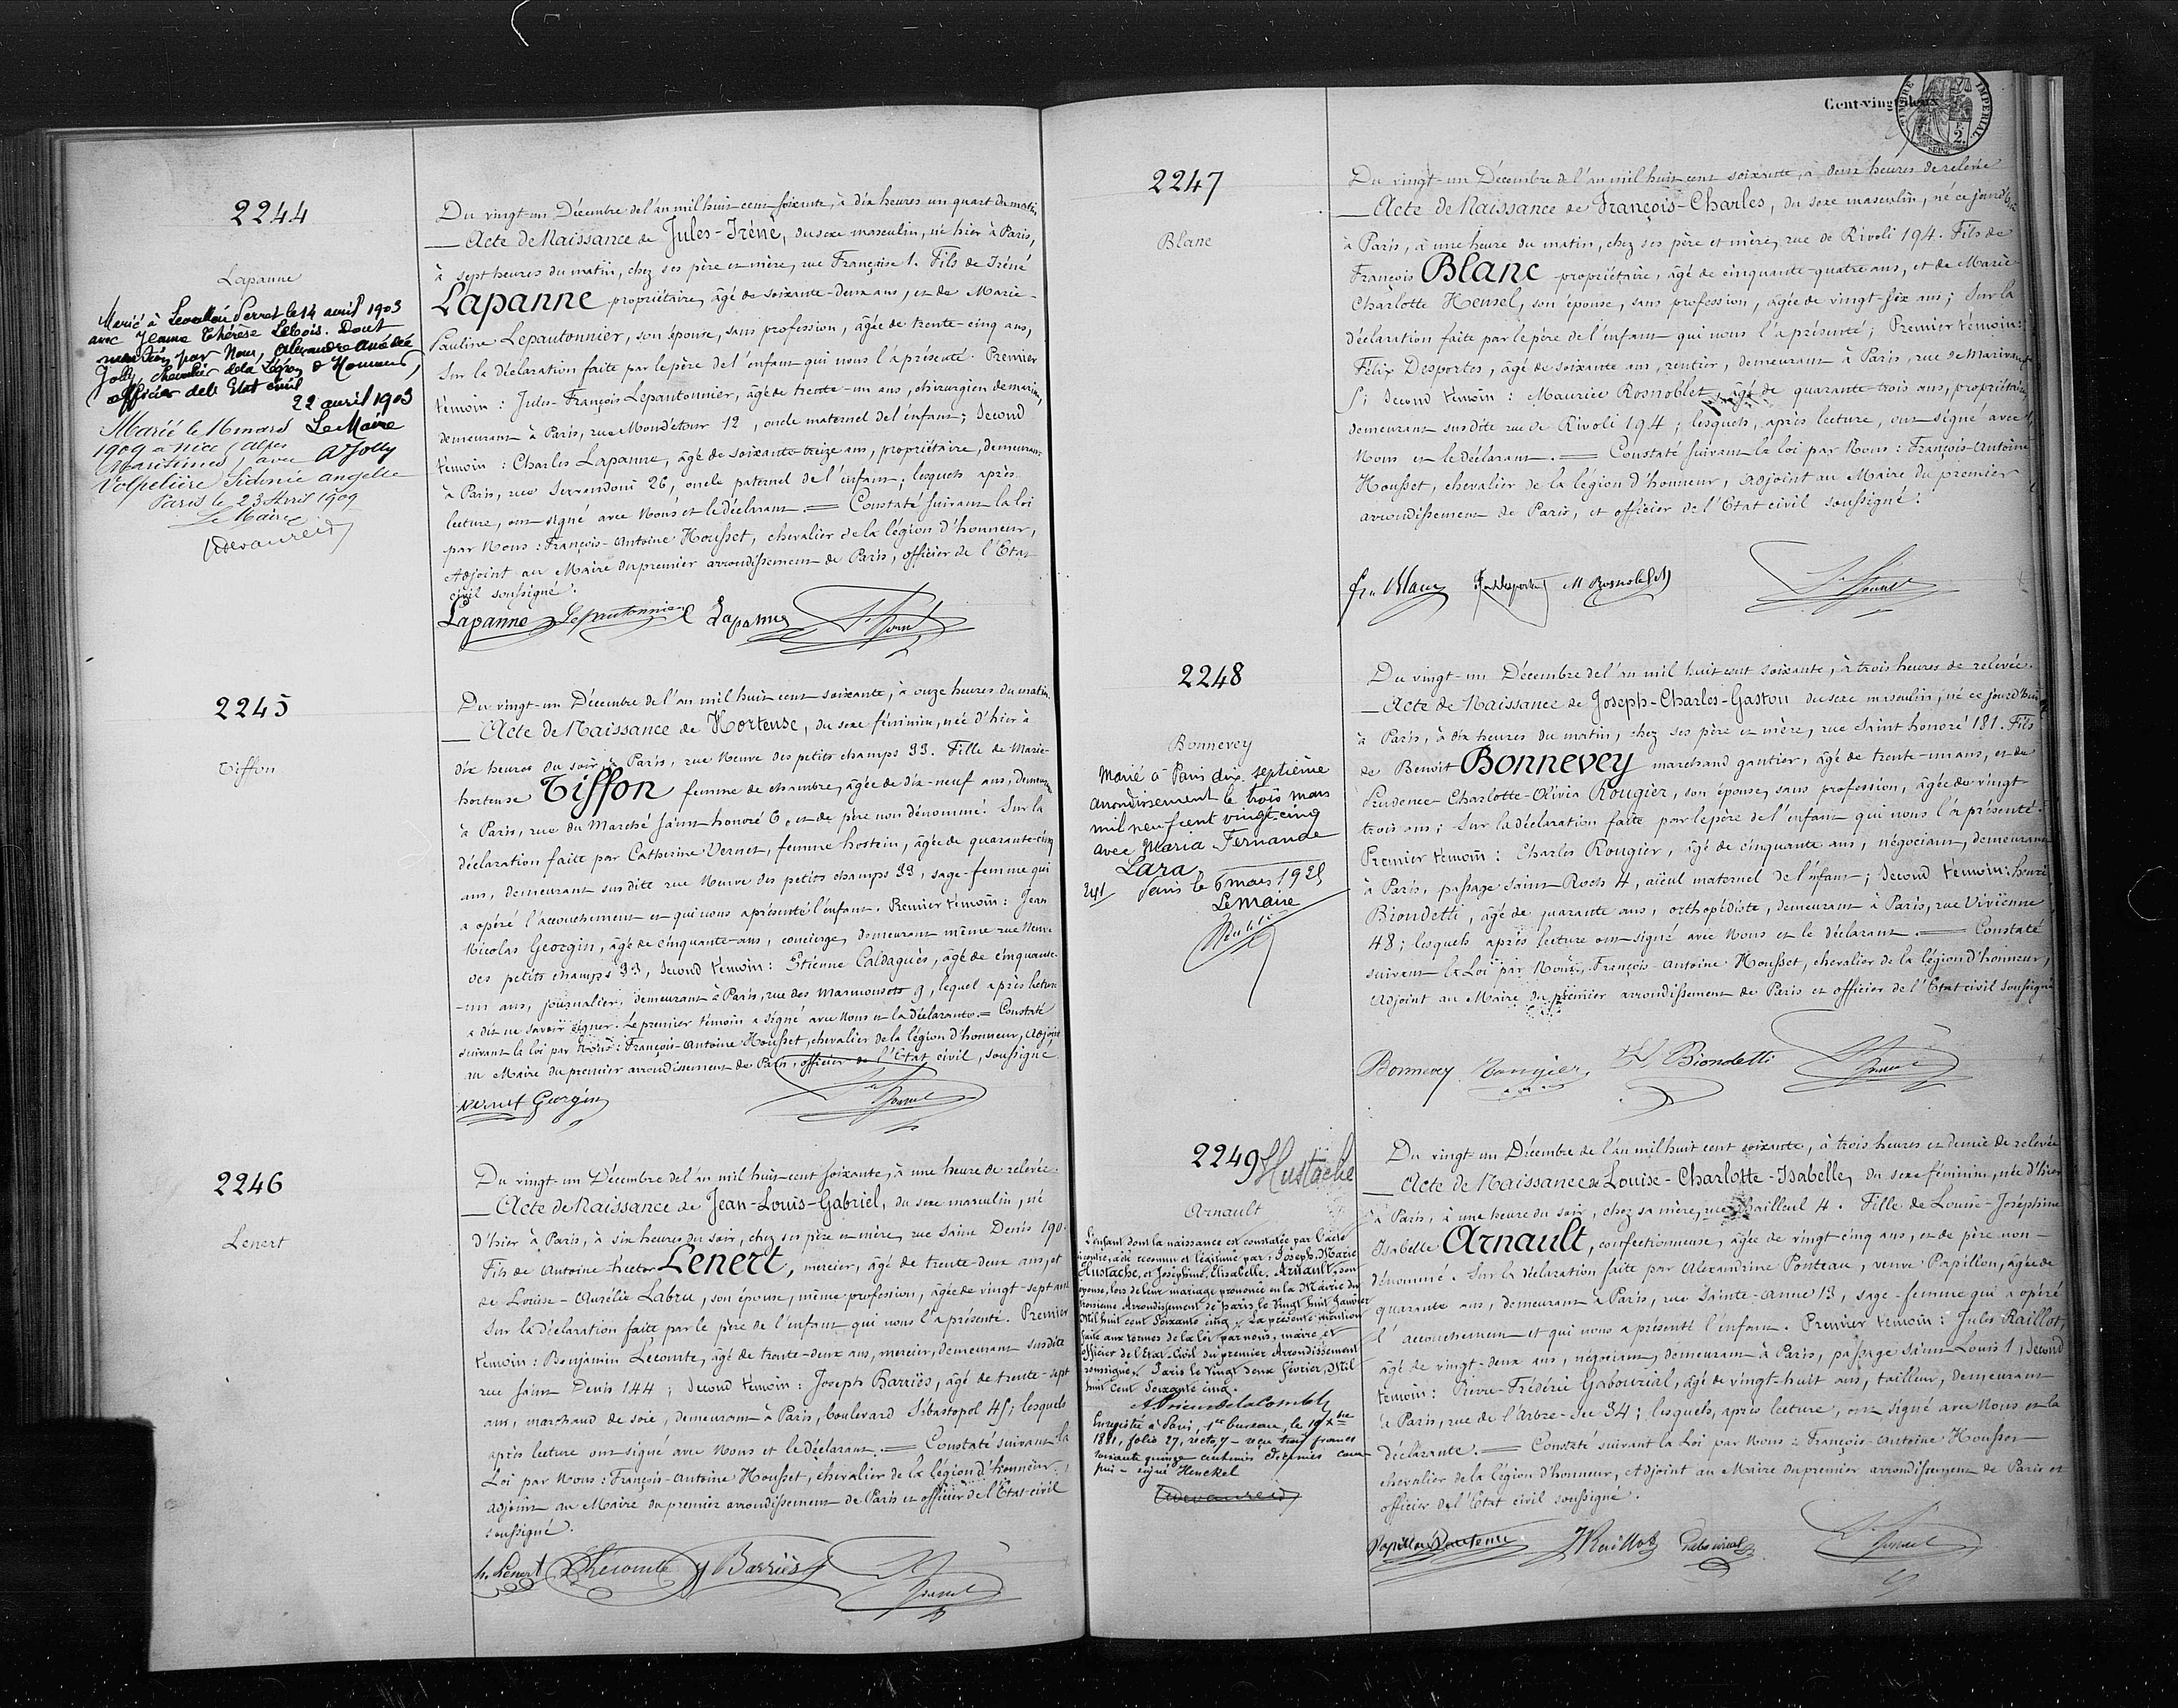 2244
Lapanne
Marié à Levallois Perret le 14 avril 1903
avec Jeanne Thérèse Lebois. Dont
mention par Nous, Alexandre Amédée
Jolly, chevalier de la Légion d'Honneur,
officier de l'Etat civil
22 avril 1903
Le Maire
AJolly
Marié le 16 mars
1909 à Nice (Alpes
Maritimes) avec
Volpelière Sidonie Angelle
Paris le 23 Avril 1909
Le Maire
Du vingt-un Décembre de l'an mil huit cent soixante, à dix heures un quart du matin,
Acte de Naissance de Jules-Iréne, du sexe masculin, né hier à Paris,
à sept heures du matin, chez ses père et mère, rue Française 1. Fils de Iréné
Lapanne propriétaire, âgé de soixante-deux ans, et de Marie-
Pauline Lepautonnier, son épouse, sans profession, âgée de trente-cinq ans,
Sur la déclaration faite par le père de l'enfant qui nous l'a présenté. Premier
témoin : Jules-François Lepautonnier, âgé de trente-un ans, chirurgien de marine,
demeurant à Paris, rue Mondétour 12, oncle maternel de l'enfant; Second
témoin : Charles Lapanne, âgé de soixante-treize ans, propriétaire, demeurant
à Paris, rue Servandoni 26, oncle paternel de l'enfant; lesquels après
lecture, ont signé avec Nous et le déclarant. = Constaté suivant la loi
par Nous : François-Antoine Housset, chevalier de la légion d'honneur,
Adjoint au Maire du premier arrondissement de Paris, officier de l'Etat
civil soussigné.
Lapanne Lepautonnier Lapanne
2245
Tiffon
Du vingt-un Décembre de l'an mil huit cent soixante, à onze heures du matin.
Acte de Naissance de Hortense, du sexe féminin, née d'hier à
dix heures du soir, à Paris, rue Neuve des petits champs 33. Fille de Marie-
hortense Tiffon femme de chambre, âgée de dix-neuf ans, demeurant
à Paris, rue du Marché Saint honoré 6, et de père non dénommé. Sur la
déclaration faite par Catherine Vernet, femme hostein, âgée de quarante-cinq
ans, demeurant susdite rue Neuve des petits champs 33, sage-femme qui
a opéré l'accouchement et qui nous a présenté l'enfant. Premier témoin : Jean
Nicolas Georgin, âgé de cinquante-ans, concierge, demeurant même rue Neuve
des petits champs 33, Second témoin : Etienne Caldaguès, âgé de cinquante-
-un ans, journalier, demeurant à Paris, rue des Marmousets 9, lequel après lecture
a dit ne savoir signer. Le premier témoin a signé avec Nous et la déclarante. = Constaté
suivant la loi par Nous : François-Antoine Housset, chevalier de la légion d'honneur, Adjoint
au Maire du premier arrondissement de Paris, officier de l'Etat civil, soussigné
Vernet Georgin
2246
Lenert
Du vingt-un Décembre de l'an mil huit-cent soixante, à une heure de relevée.
Acte de Naissance de Jean-Louis-Gabriel, du sexe masculin, né
d'hier à Paris, à six heures du soir, chez ses père et mère, rue Saint Denis 190.
Fils de Antoine-hector Lenert, mercier, âgé de trente-deux ans, et
de Louise-Aurélie Labru, son épouse, même profession, âgée de vingt-sept ans
Sur la déclaration faite par le père de l'enfant qui nous l'a présenté. Premier
témoin : Benjamin Lecomte, âgé de trente-deux ans, mercier, demeurant susdite
rue Saint Denis 144; Second témoin : Joseph Barriès, âgé de trente-sept
ans, marchand de soie, demeurant à Paris, boulevard Sébastopol 45; lesquels
après lecture ont signé avec Nous et le déclarant. = Constaté suivant la
Loi par Nous : François-Antoine Housset, chevalier de la légion d'honneur,
adjoint au Maire du premier arrondissement de Paris et officier de l'Etat-civil
soussigné.
h. Lenert Lecomte J Barriès
Cent-vingt-deux
TIMBRE IMPÉRIAL
SEINE
2247
Blanc
Du vingt-un Décembre de l'an mil huit cent soixante, à deux heures de relevée
Acte de Naissance de François-Charles, du sexe masculin, né ce jourd'hui
à Paris, à une heure du matin, chez ses père et mère, rue de Rivoli 194. Fils de
François Blanc propriétaire, âgé de cinquante-quatre ans, et de Marie-
Charlotte Hensel, son épouse, sans profession, âgée de vingt-six ans; Sur la
déclaration faite par le père de l'enfant qui nous l'a présenté; Premier témoin :
Félix Desportes, âgé de soixante ans, rentier, demeurant à Paris, rue de Marivaux
5; Second témoin : Maurice Rosnoblet, âgé de quarante-trois ans, propriétaire,
demeurant susdite rue de Rivoli 194; lesquels, après lecture, ont signé avec
Nous et le déclarant. = Constaté suivant la loi par Nous : François-Antoine
Housset, chevalier de la légion d'honneur, adjoint au Maire du premier
arrondissement de Paris, et officier de l'Etat civil soussigné.
M Rosnoblet
2248
Bonnevey
Marié à Paris dix septième
arrondissement le trois mars
mil neuf cent vingt cinq
avec Maria Fernande
Lara
Paris le 6 mars 1925
Le Maire
241
Du vingt-un Décembre de l'an mil huit cent soixante, à trois heures de relevée.
Acte de Naissance de Joseph-Charles-Gaston du sexe masculin, né ce jourd'hui
à Paris, à dix heures du matin, chez ses père et mère, rue Saint honoré 181. Fils
de Benoit Bonnevey marchand gantier, âgé de trente-un ans, et de
Prudence Charlotte-Olivia Rougier, son épouse, sans profession, âgée de vingt-
trois ans; Sur la déclaration faite par le père de l'enfant qui nous l'a présenté.
Premier témoin : Charles Rougier, âgé de cinquante ans, négociant, demeurant
à Paris, passage Saint-Roch 4, aïeul maternel de l'enfant; Second témoin : henri
Biondetti, âgé de quarante ans, orthopédiste, demeurant à Paris, rue Vivienne
48; lesquels après lecture ont signé avec Nous et le déclarant. = Constaté
suivant la Loi par Nous, François-Antoine Housset, chevalier de la légion d'honneur,
adjoint au Maire du premier arrondissement de Paris et officier de l'Etat civil soussigné
Bonnevey Rougier, H Biondetti
2249 Hustache
Arnault
L'enfant dont la naissance est constatée par l'acte
ci contre, a été reconnu et légitimé par : Joseph, Marie
Hustache, et Joséphine, Elisabelle, Arnault, son
épouse, lors de leur mariage prononcé en la Mairie du
troisième Arrondissement de paris, le Vingt huit Janvier
Mil huit cent Soixante cinq. La présente mention
faite aux termes de la loi par nous, maire et
officier de l'Etat-Civil du premier Arrondissement
soussigné. Paris le Vingt deux février, Mil
huit Cent Soixante cinq.
Enregistré à Paris, 1er bureau, le 19 Xbre
1881, folio 27, recto, 7 – reçu trois francs
soixante quinze centimes décimes com
pris – signé Henckel
Du vingt-un Décembre de l'an mil huit cent soixante, à trois heures et demie de relevée
Acte de Naissance de Louise-Charlotte-Isabelle, du sexe féminin, née d'hier
à Paris, à une heure du soir, chez sa mère, rue Bailleul 4. Fille de Louise-Joséphine
Isabelle Arnault, confectionneuse, âgée de vingt-cinq ans, et de père non-
dénommé. Sur la déclaration faite par Alexandrine Ponteau, veuve Papillon, âgée de
quarante ans, demeurant à Paris, rue Sainte-Anne 13, sage-femme qui a opéré
l'accouchement et qui nous a présenté l'enfant. Premier témoin : Jules Raillot,
âgé de vingt-deux ans, négociant, demeurant à Paris, passage Saint-Louis 1, Second
témoin : Pierre-Frédéric Gabourial, âgé de vingt-huit ans, tailleur, demeurant
à Paris, rue de l'Arbre-Sec 34; lesquels, après lecture, ont signé avec Nous et la
déclarante. = Constaté suivant la Loi par Nous : François-Antoine Housset
chevalier de la légion d'honneur, Adjoint au Maire du premier arrondissement de Paris et
officier de l'Etat civil soussigné.
JRaillot Gabourial